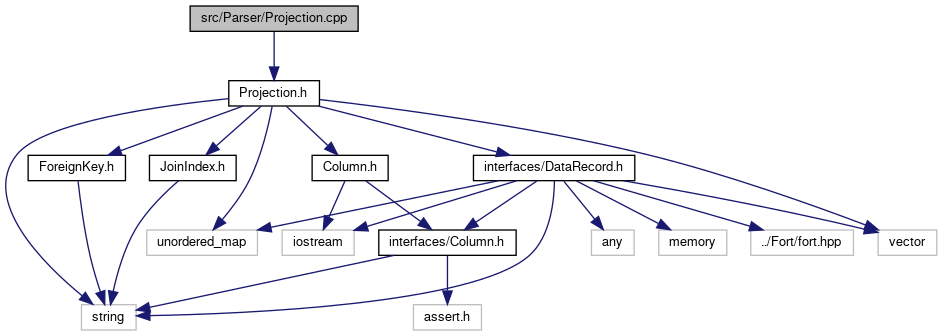 src/Parser/Projection.cpp
Projection.h
ForeignKey.h
JoinIndex.h
Column.h
interfaces/DataRecord.h
unordered_map
iostream
interfaces/Column.h
any
memory
../Fort/fort.hpp
vector
string
assert.h